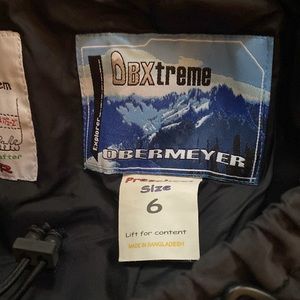 OBXtreme
Explorer
OBERMEYER
Size
6
Lift for content
MADE IN BANGLADESH